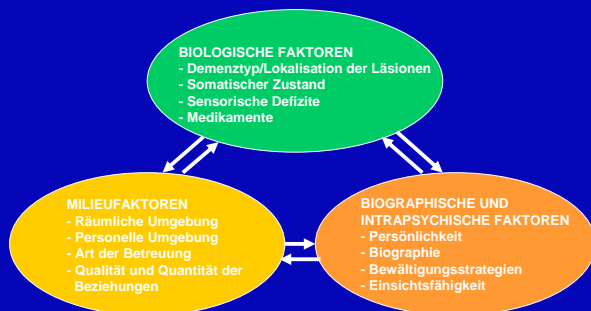 BIOLOGISCHE FAKTOREN
- Demenztyp/Lokalisation der Läsionen
- Somatischer Zustand
- Sensorische Defizite
- Medikamente
MILIEUFAKTOREN
- Räumliche Umgebung
- Personelle Umgebung
- Art der Betreuung
- Qualität und Quantität der
Beziehungen
BIOGRAPHISCHE UND
INTRAPSYCHISCHE FAKTOREN
- Persönlichkeit
- Biographie
- Bewältigungsstrategien
- Einsichtsfähigkeit